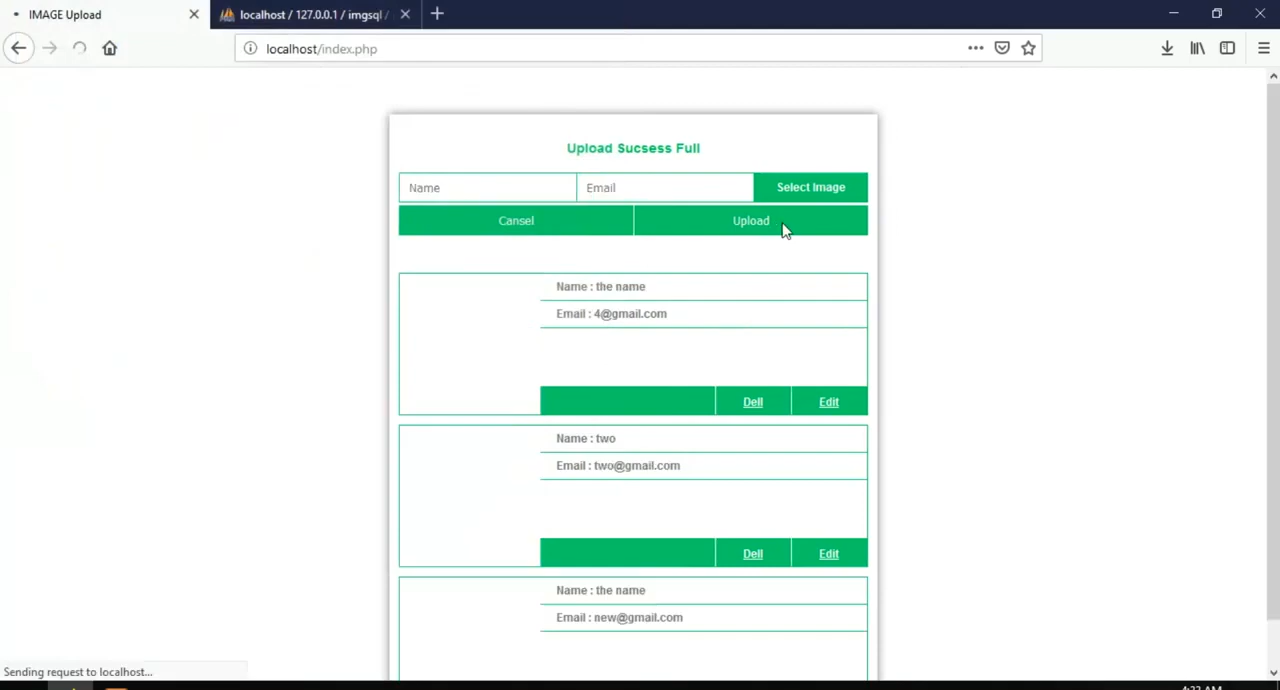 IMAGE Upload
localhost / 127.0.0.1 / imgsql /
localhost/index.php
Upload Sucsess Full
Name
Email
Select Image
Cansel
Upload
Name : the name
Email : 4@gmail.com
Dell
Edit
Name : two
Email : two@gmail.com
Dell
Edit
Name : the name
Email : new@gmail.com
Sending request to localhost...